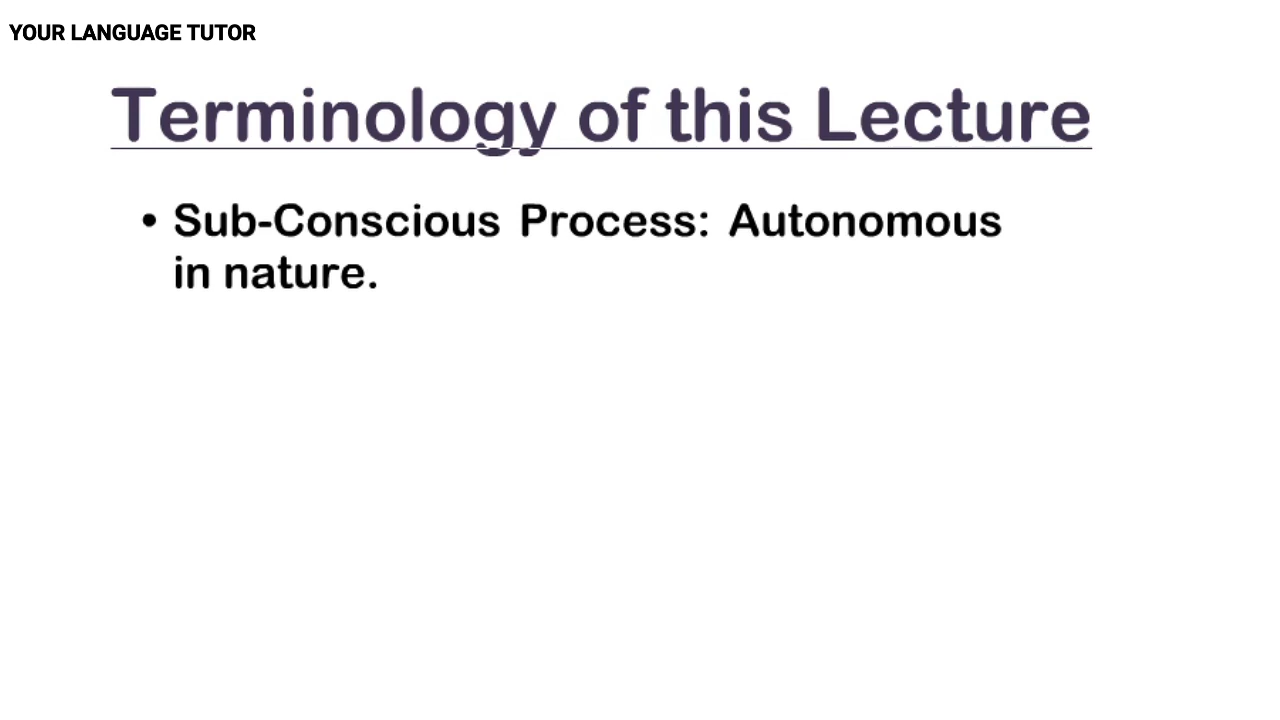 YOUR LANGUAGE TUTOR
Terminology of this Lecture
• Sub-Conscious Process: Autonomous
in nature.